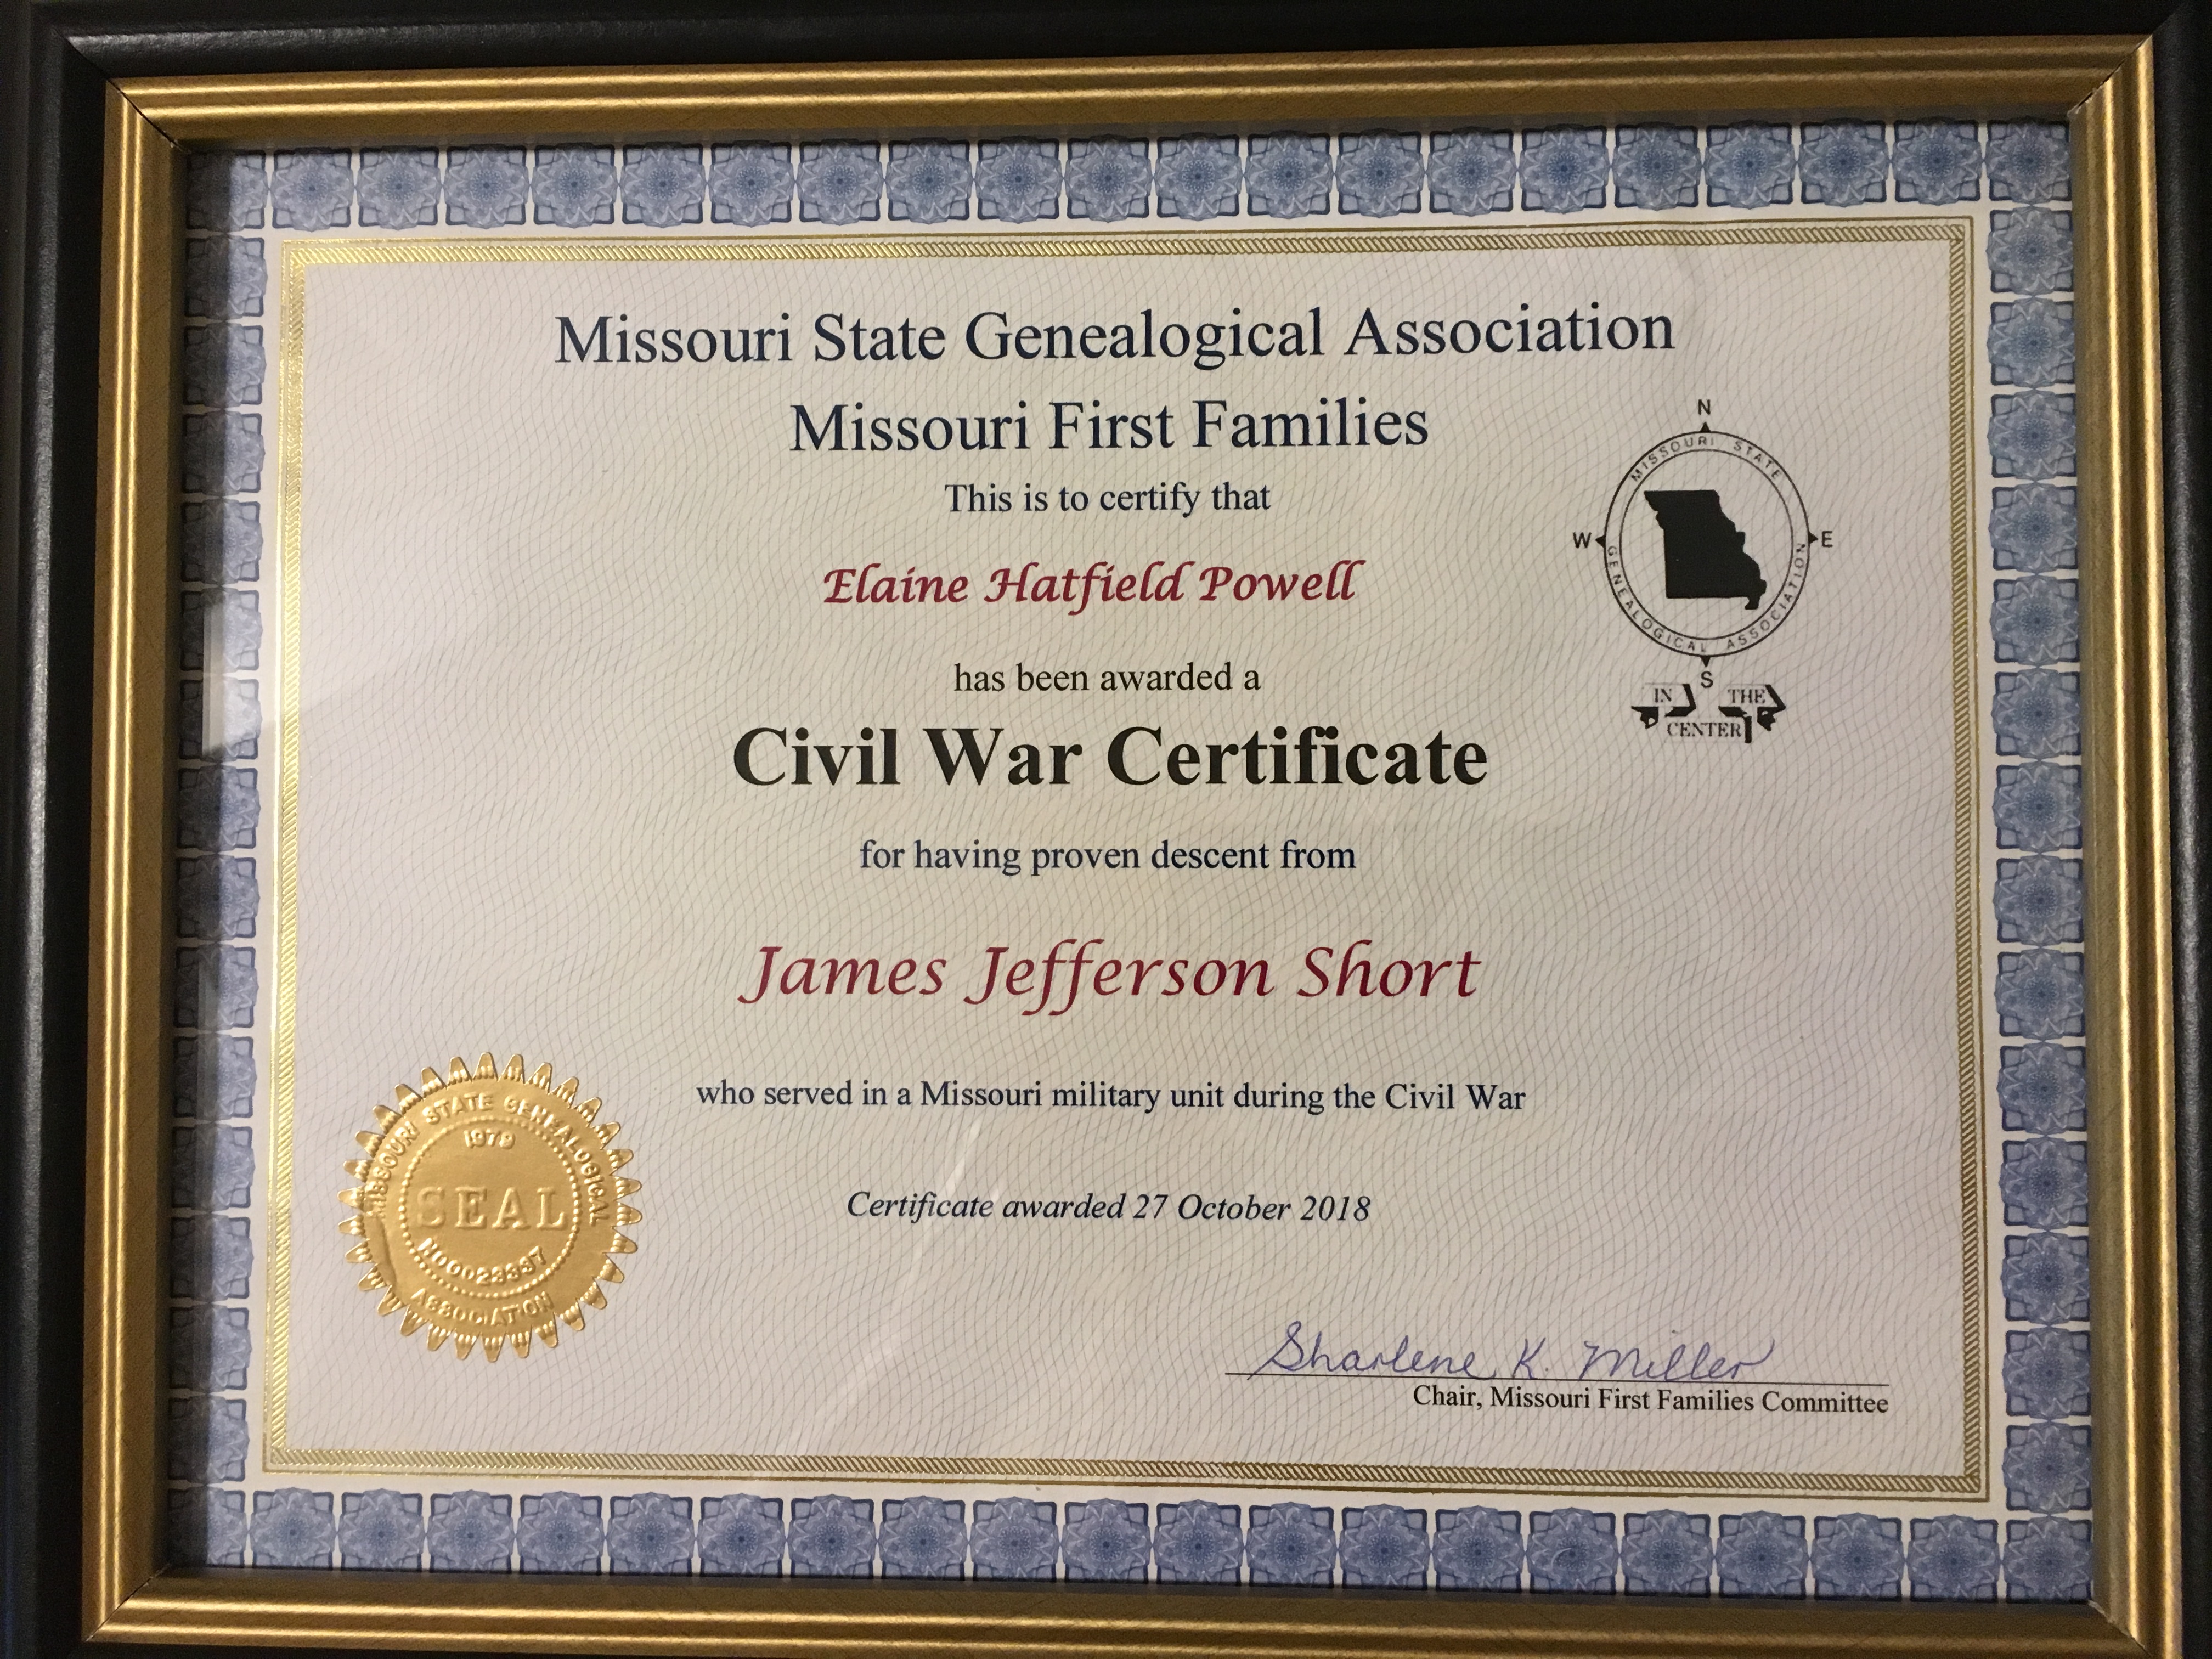 Missouri State Genealogical Association
Missouri First Families
This is to certify that
Elaine Hatfield Powell
has been awarded a
Civil War Certificate
for having proven descent from
James Jefferson Short
who served in a Missouri military unit during the Civil War
Certificate awarded 27 October 2018
Sharlene K. Miller
Chair, Missouri First Families Committee
N
W
E
S
MISSOURI STATE
GENEALOGICAL ASSOCIATION
IN THE
CENTER
MISSOURI STATE GENEALOGICAL
1979
SEAL
ASSOCIATION